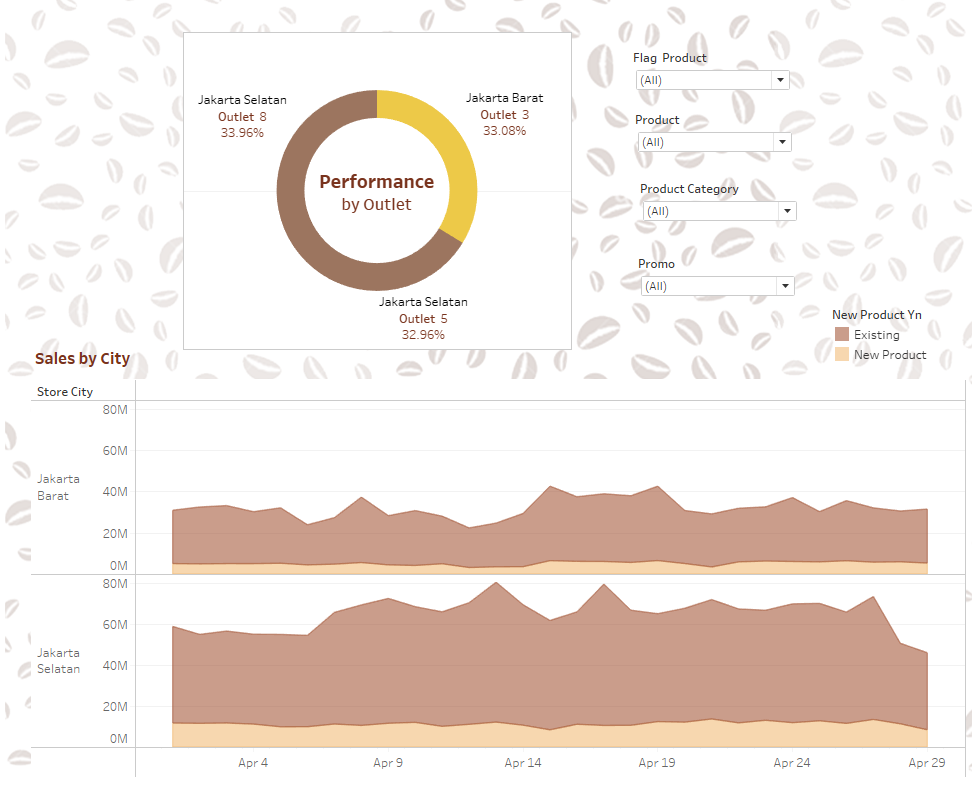 Jakarta Selatan
Outlet 8
33.96%
Jakarta Barat
Outlet 3
33.08%
Performance
by Outlet
Jakarta Selatan
Outlet 5
32.96%
Flag Product
(All)
Product
(All)
Product Category
(All)
Promo
(All)
New Product Yn
Existing
New Product
Sales by City
Store City
Jakarta
Barat
80M
60M
40M
20M
0M
Jakarta
Selatan
80M
60M
40M
20M
0M
Apr 4
Apr 9
Apr 14
Apr 19
Apr 24
Apr 29